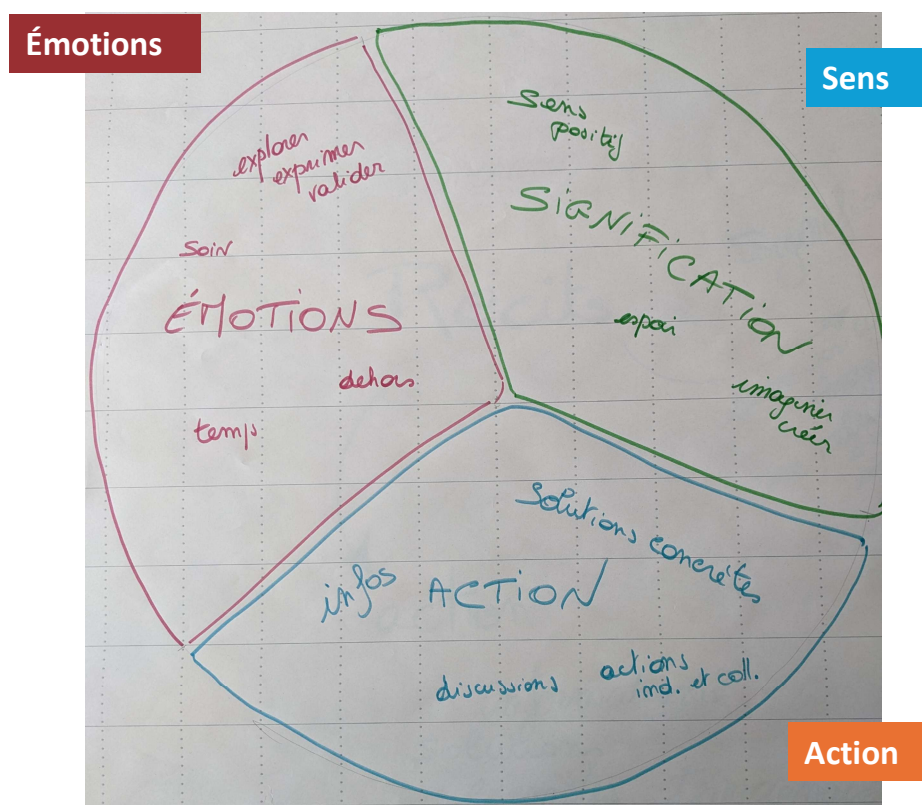 Émotions
Sens
explorer
exprimer
valider
soin
ÉMOTIONS
dehors
temps
Sens
positif
SIGNIFICATION
espoir
imaginer
créer
Solutions concrètes
infos
ACTION
discussions
actions
ind. et coll.
Action